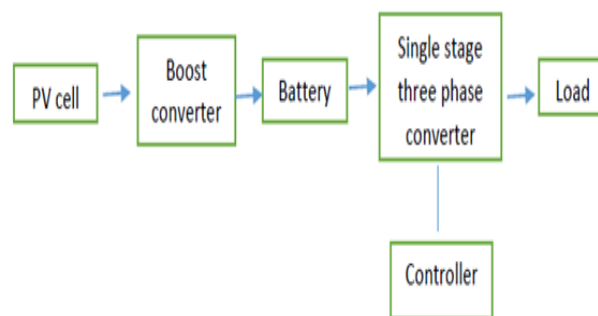 PV cell
Boost
converter
Battery
Single stage
three phase
converter
Load
Controller